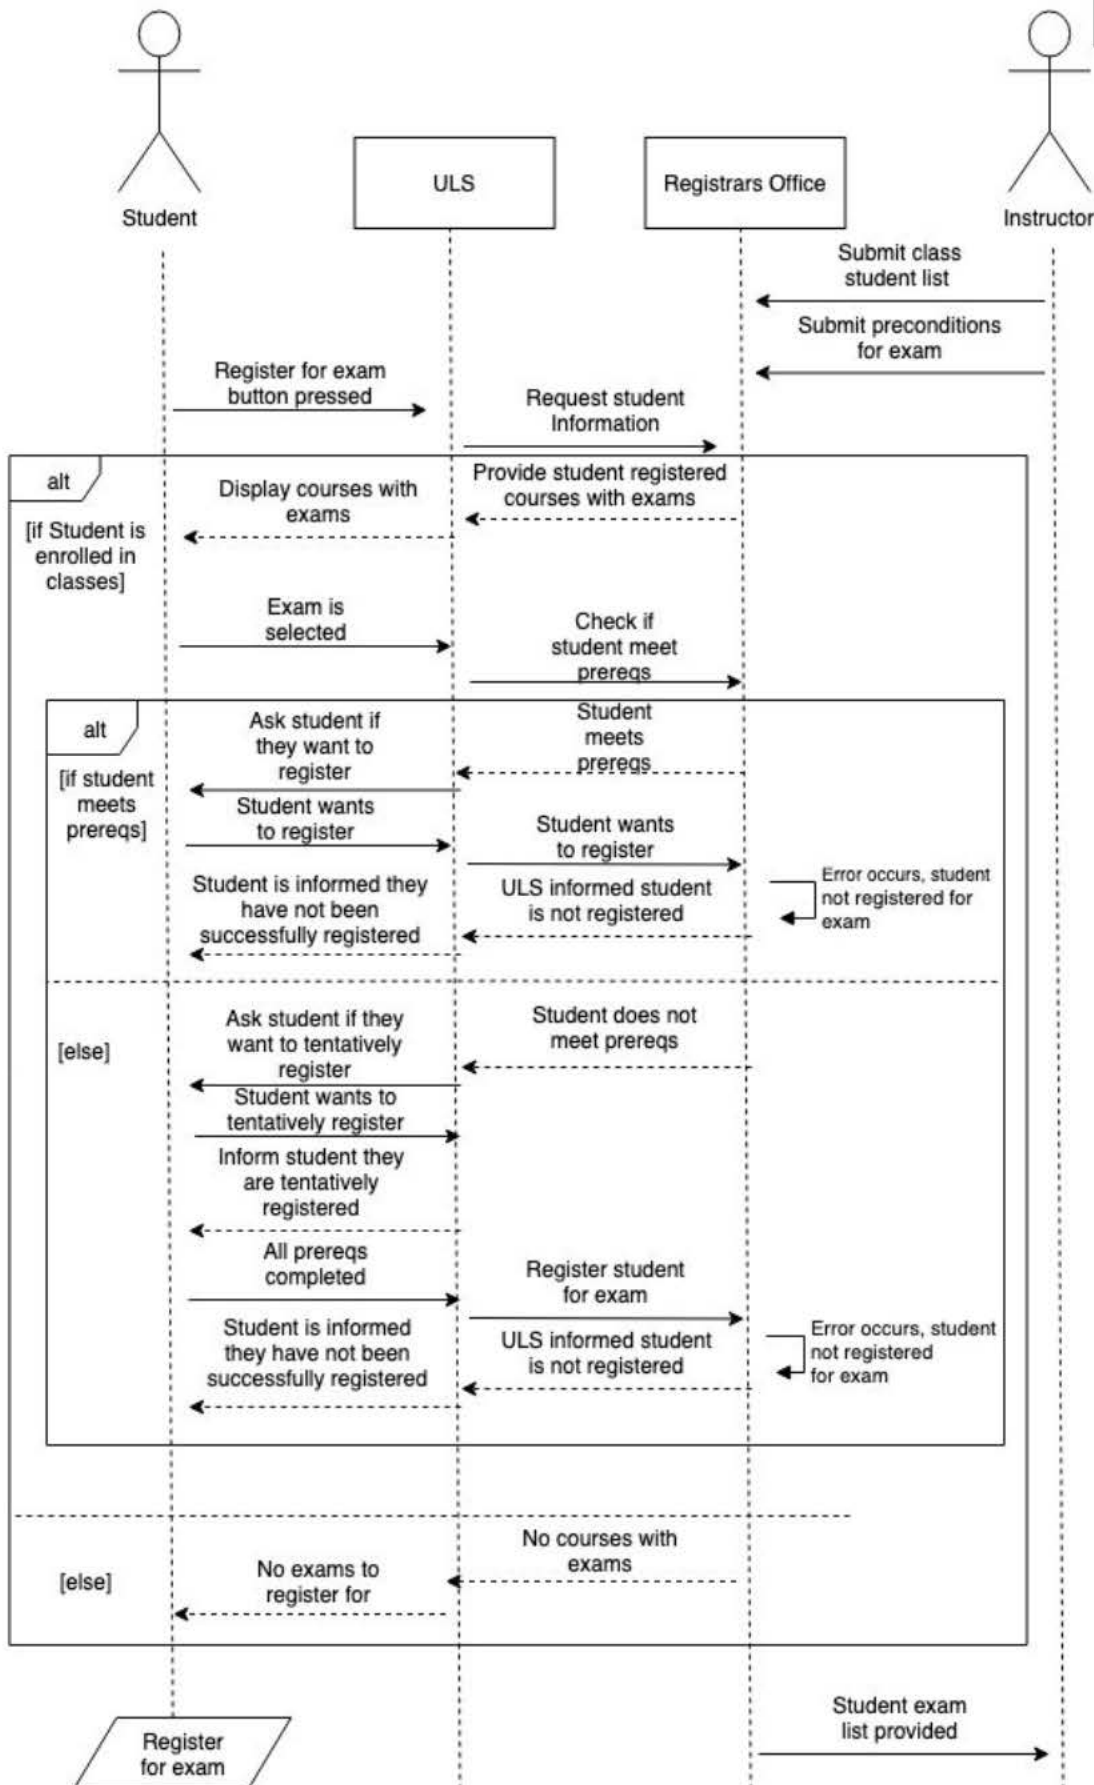 ULS
Registrars Office
Student
Instructor
Submit class
student list
Submit preconditions
for exam
Register for exam
button pressed
Request student
Information
alt
Provide student registered
courses with exams
Display courses with
exams
[if Student is
enrolled in
classes]
Exam is
selected
Check if
student meet
prereqs
alt
Student
meets
prereqs
Ask student if
they want to
register
[if student
meets
prereqs]
Student wants
to register
Student wants
to register
Error occurs, student
not registered for
exam
ULS informed student
is not registered
Student is informed they
have not been
successfully registered
[else]
Student does not
meet prereqs
Ask student if they
want to tentatively
register
Student wants to
tentatively register
Inform student they
are tentatively
registered
All prereqs
completed
Register student
for exam
Error occurs, student
not registered
for exam
ULS informed student
is not registered
Student is informed
they have not been
successfully registered
[else]
No courses with
exams
No exams to
register for
Student exam
list provided
Register
for exam